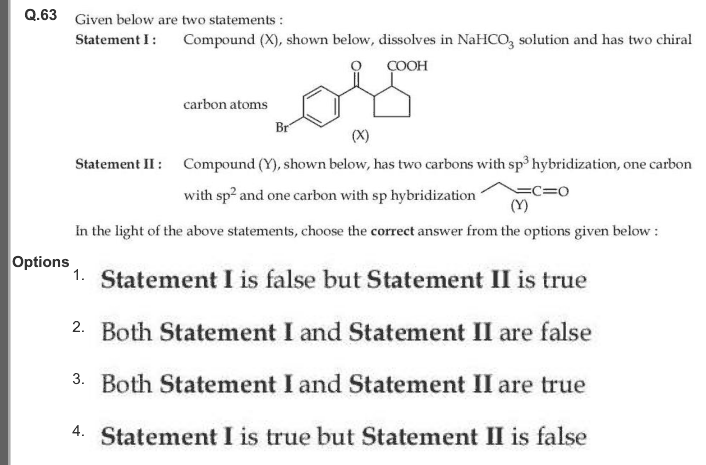 Q.63 Given below are two statements :
Statement I : Compound (X), shown below, dissolves in NaHCO₃ solution and has two chiral
O COOH
carbon atoms
Br
(X)
Statement II : Compound (Y), shown below, has two carbons with sp³ hybridization, one carbon
with sp² and one carbon with sp hybridization =C=O
(Y)
In the light of the above statements, choose the correct answer from the options given below :
Options
1. Statement I is false but Statement II is true
2. Both Statement I and Statement II are false
3. Both Statement I and Statement II are true
4. Statement I is true but Statement II is false